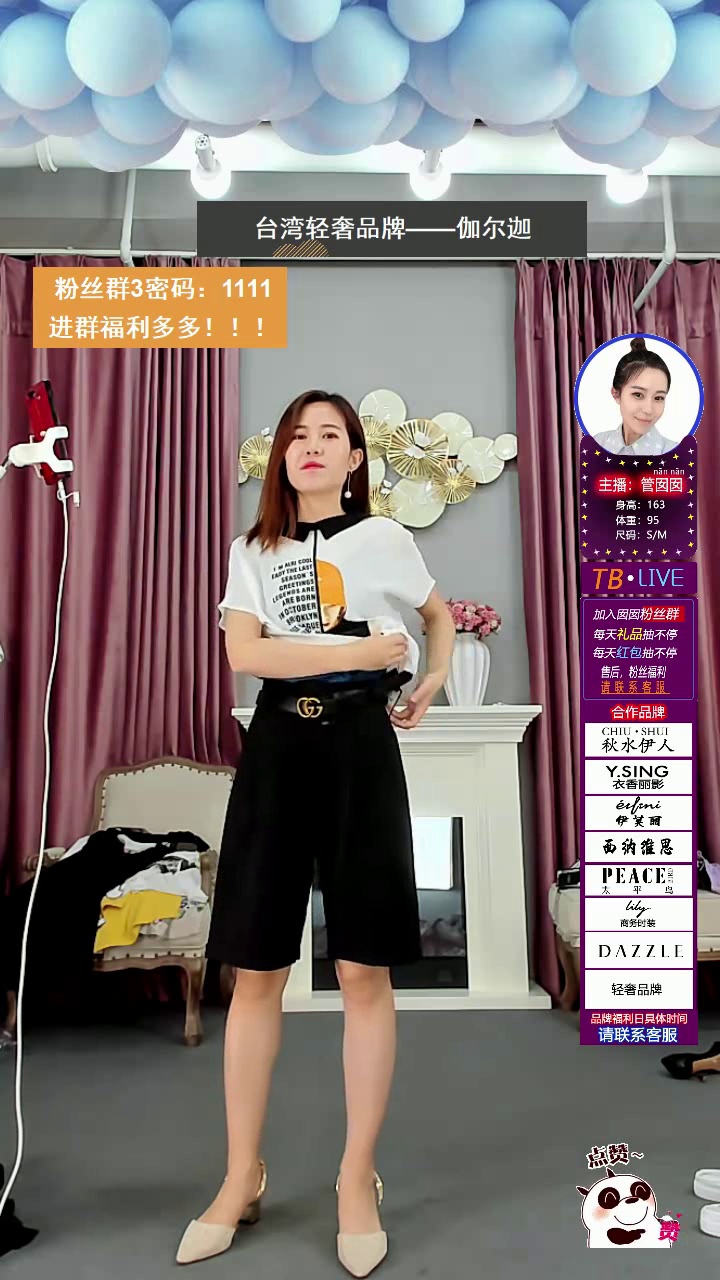 台湾轻奢品牌——伽尔迦
粉丝群3密码：1111
进群福利多多！！！
I'M ALRI COOL
EADY THE LAST
SEASON`S
GREETINGS
LEGENDS ARE
ARE BORN
IN OCTOBER
BROOKLYN
GG
nān nān
主播：管囡囡
身高：163
体重：95
尺码：S/M
TB·LIVE
加入囡囡粉丝群
每天礼品抽不停
每天红包抽不停
售后，粉丝福利
请联系客服
合作品牌
CHIU·SHUI
秋水伊人
Y.SING
衣香丽影
éifini
伊芙丽
西纳维思
PEACE
太平鸟
lily
商务时装
DAZZLE
轻奢品牌
品牌福利日具体时间
请联系客服
点赞~
赞